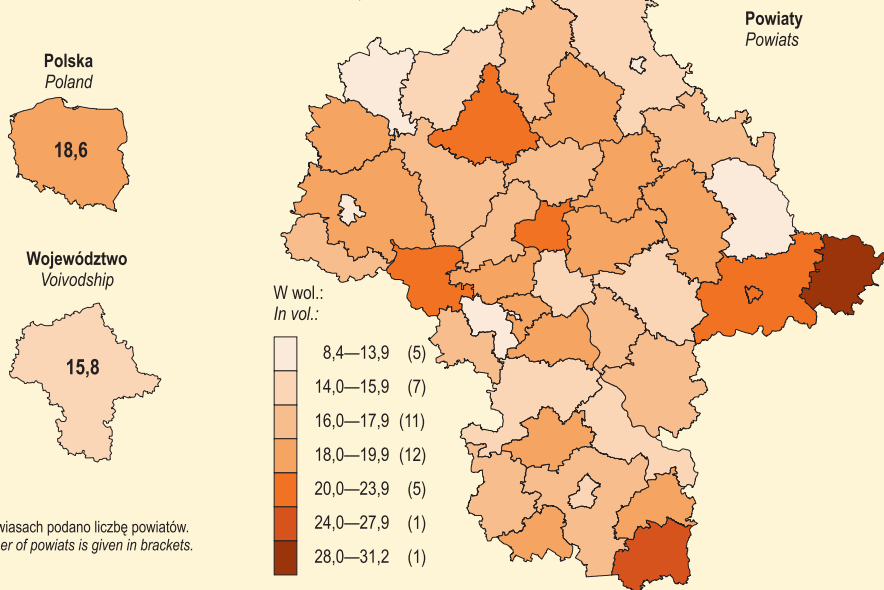 Powiaty
Powiats
Polska
Poland
18,6
Województwo
Voivodship
15,8
W wol.:
In vol.:
8,4—13,9 (5)
14,0—15,9 (7)
16,0—17,9 (11)
18,0—19,9 (12)
20,0—23,9 (5)
24,0—27,9 (1)
28,0—31,2 (1)
wiasach podano liczbę powiatów.
er of powiats is given in brackets.